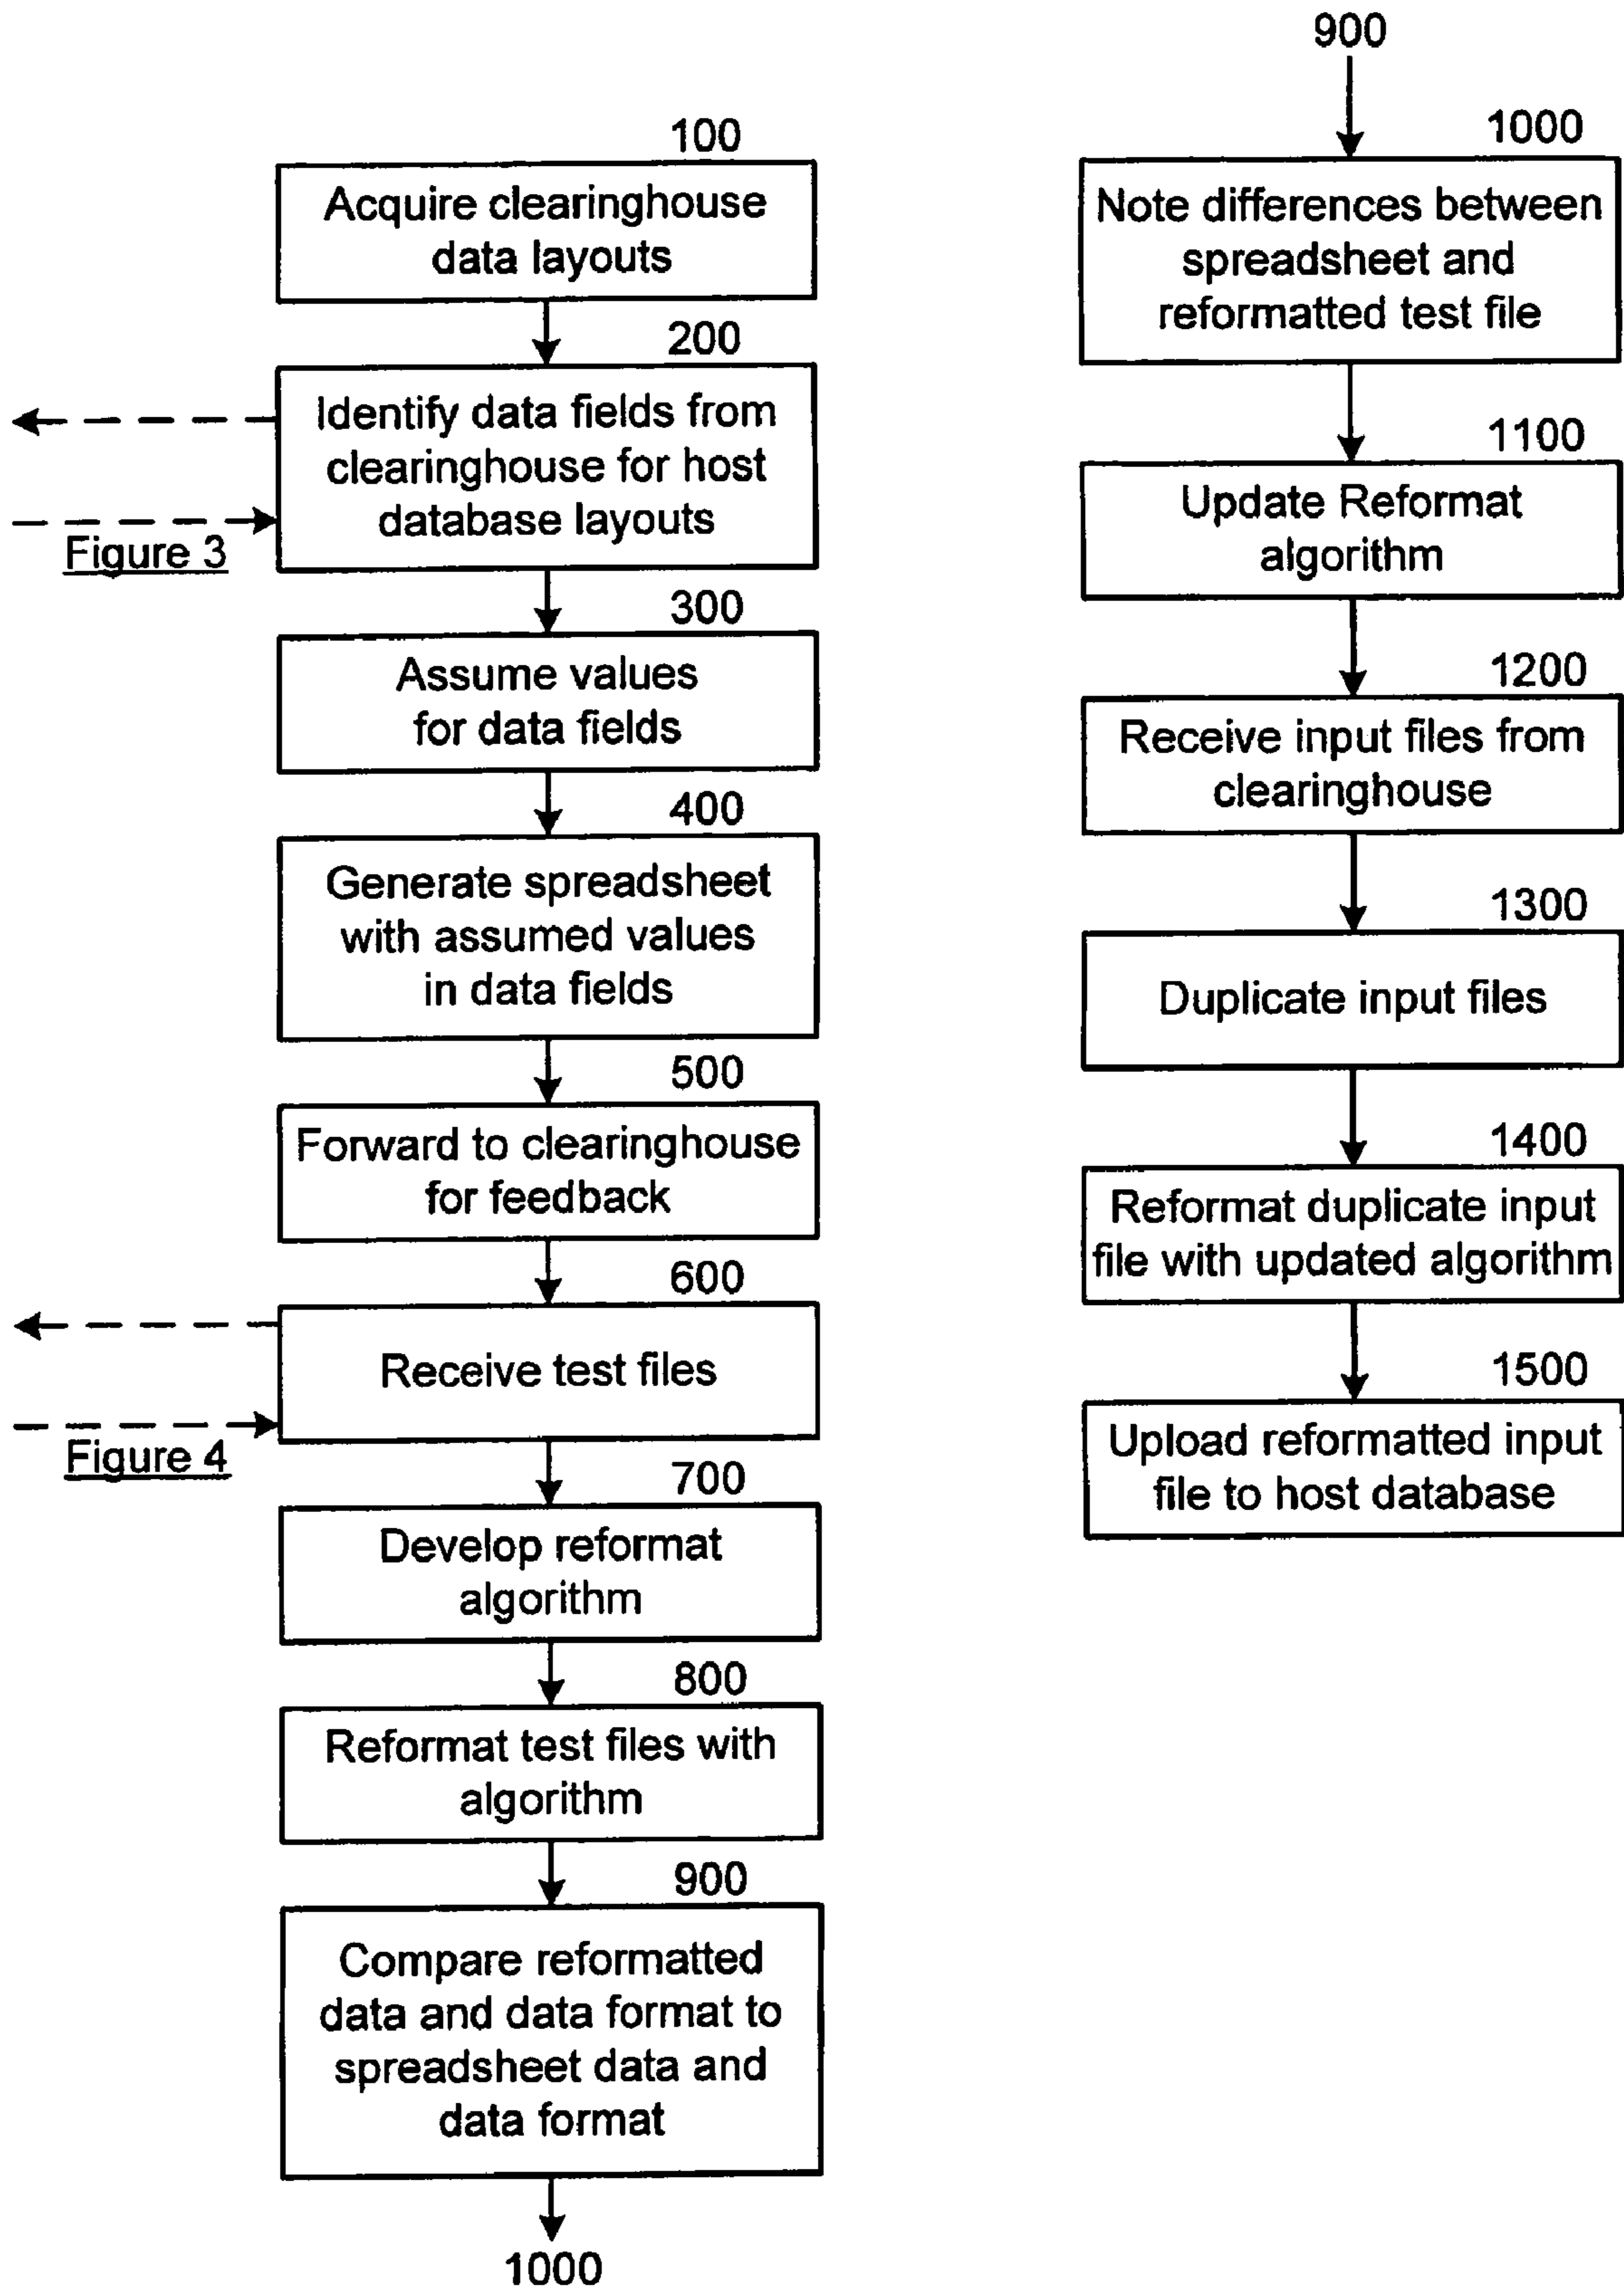 100
Acquire clearinghouse
data layouts
200
Identify data fields from
clearinghouse for host
database layouts
Figure 3
300
Assume values
for data fields
400
Generate spreadsheet
with assumed values
in data fields
500
Forward to clearinghouse
for feedback
600
Receive test files
Figure 4
700
Develop reformat
algorithm
800
Reformat test files with
algorithm
900
Compare reformatted
data and data format to
spreadsheet data and
data format
1000
900
1000
Note differences between
spreadsheet and
reformatted test file
1100
Update Reformat
algorithm
1200
Receive input files from
clearinghouse
1300
Duplicate input files
1400
Reformat duplicate input
file with updated algorithm
1500
Upload reformatted input
file to host database